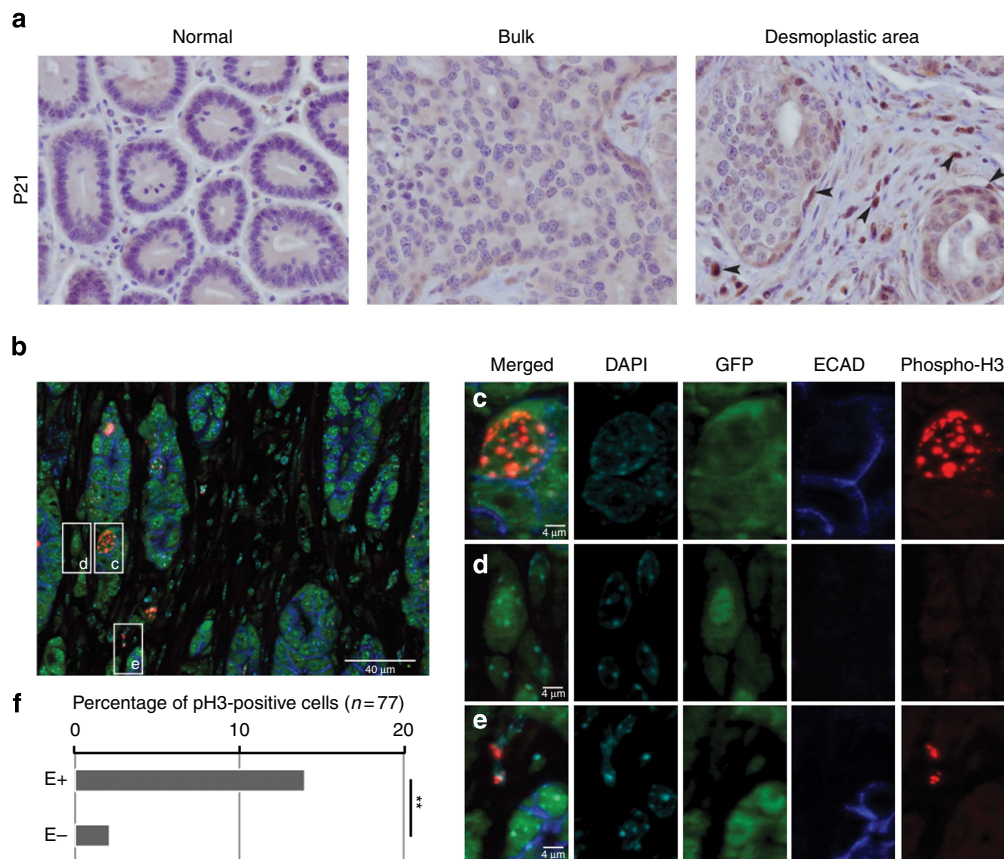 a
Normal Bulk Desmoplastic area
P21
b
Merged DAPI GFP ECAD Phospho-H3
c
4 μm
d
4 μm
e
4 μm
d c
e
40 μm
f
Percentage of pH3-positive cells (n=77)
0 10 20
E+
E–
**